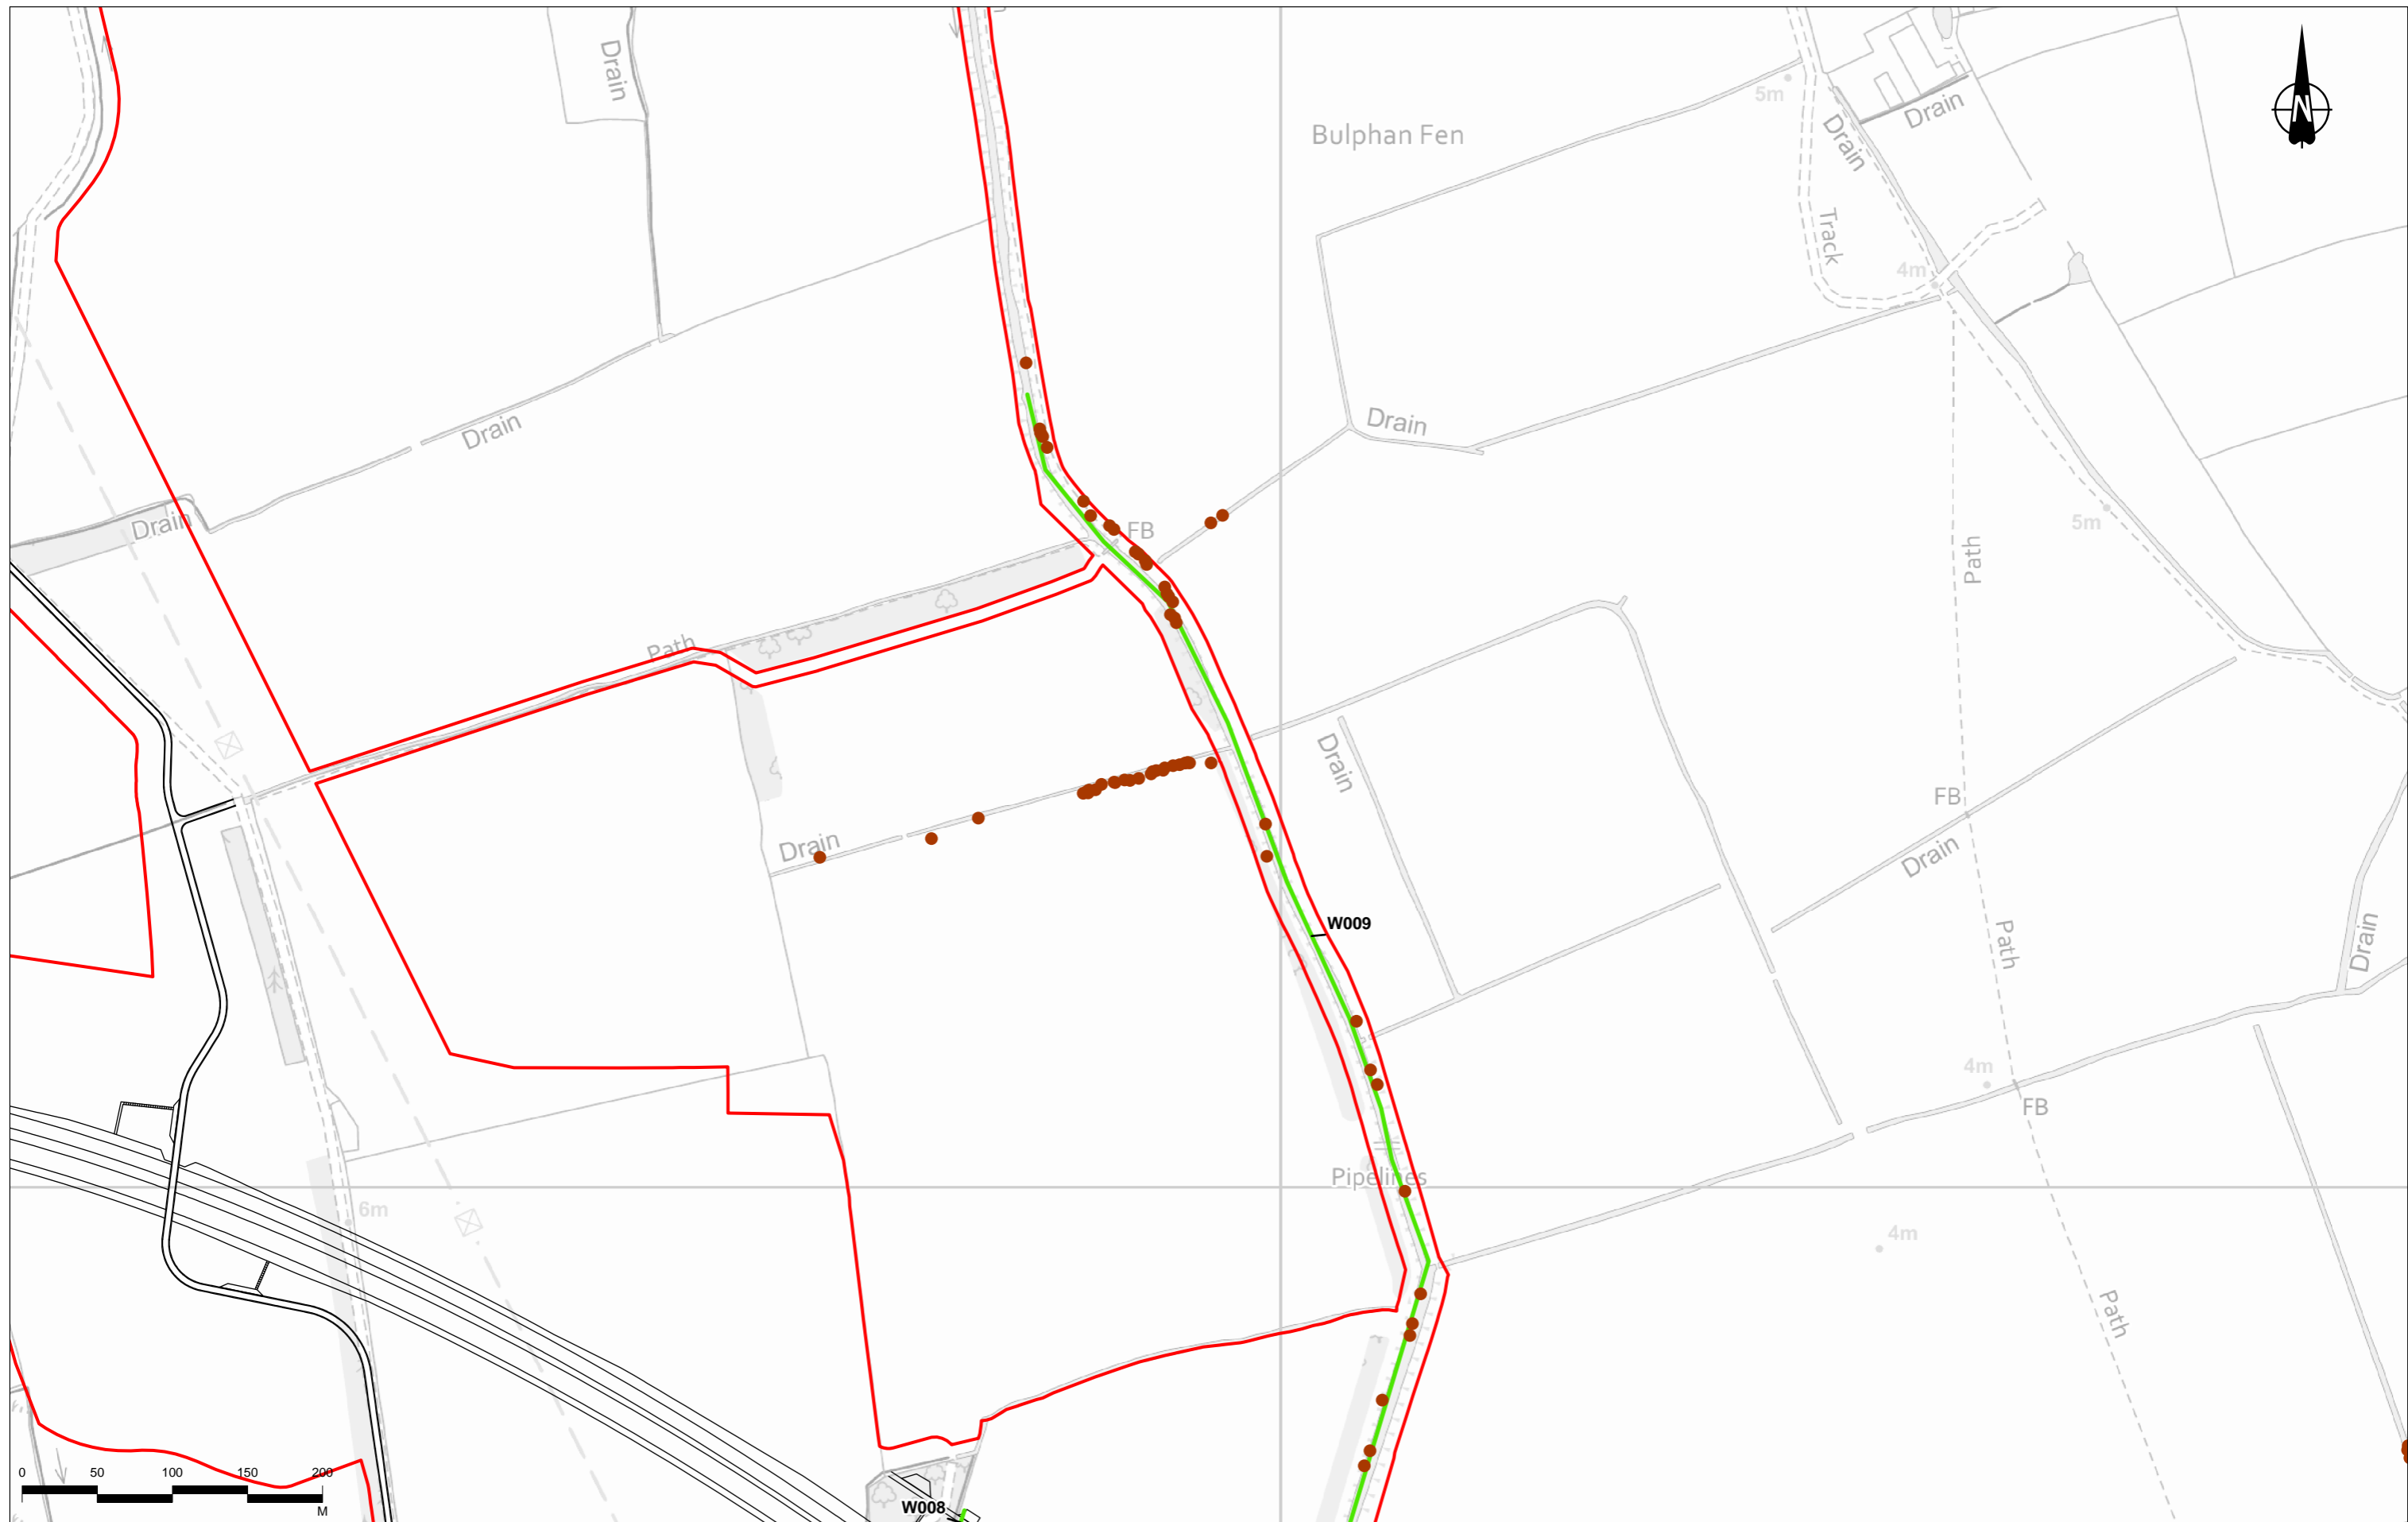 Drain
5m
Bulphan Fen
N
Drain
Drain
Track
4m
Drain
Drain
Drain
5m
FB
Path
Path
Drain
FB
Drain
Drain
W009
Path
Drain
4m
FB
Pipelines
6m
4m
Path
0 50 100 150 200
M
W008